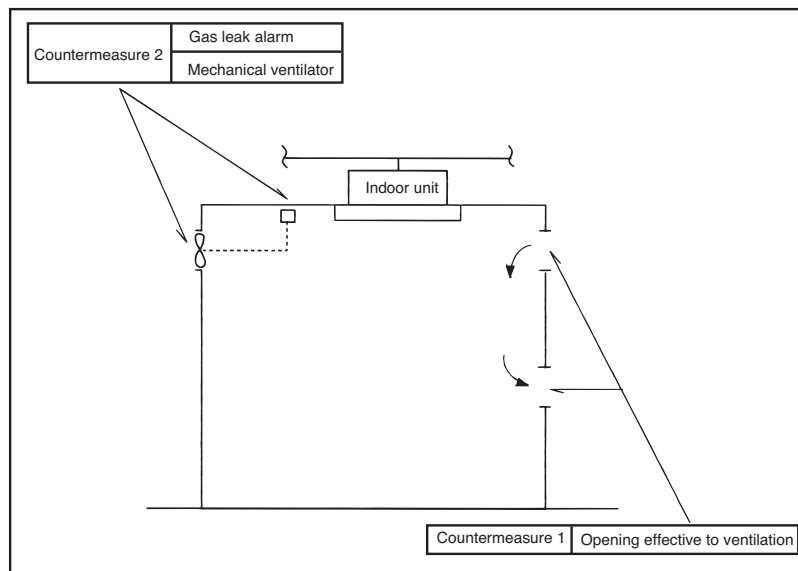 Countermeasure 2
Gas leak alarm
Mechanical ventilator
Indoor unit
Countermeasure 1
Opening effective to ventilation